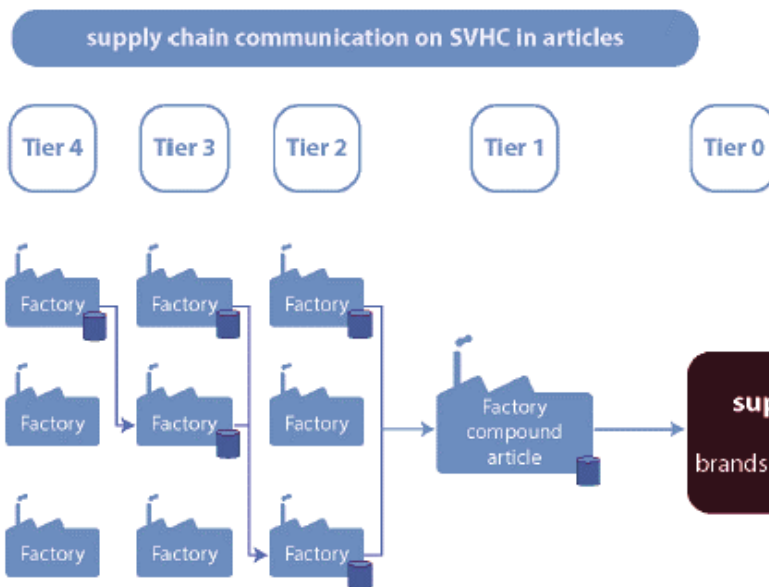 supply chain communication on SVHC in articles
Tier 4
Tier 3
Tier 2
Tier 1
Tier 0
Factory
Factory
Factory
Factory
Factory
Factory
Factory
compound
article
brands
Factory
Factory
Factory